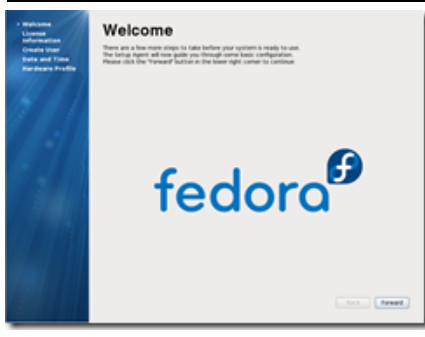 Welcome
License
Information
Create User
Date and Time
Hardware Profile
Welcome
There are a few more steps to take before your system is ready to use.
The Setup Agent will now guide you through some basic configuration.
Please click the "Forward" button in the lower right corner to continue
fedora
Back
Forward